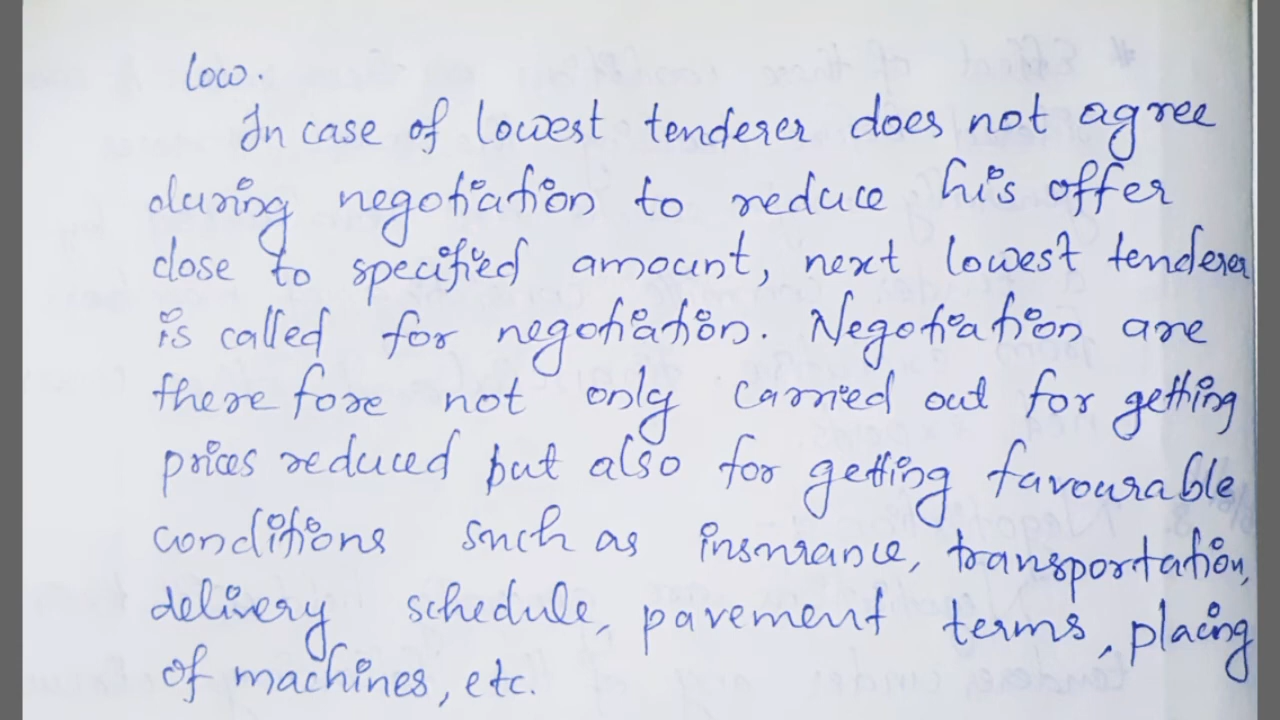 low.
In case of lowest tenderer does not agree
during negotiation to reduce his offer
close to specified amount, next lowest tenderer
is called for negotiation. Negotiation are
therefore not only carried out for getting
prices reduced but also for getting favourable
conditions such as insurance, transportation,
delivery schedule, pavement terms, placing
of machines, etc.